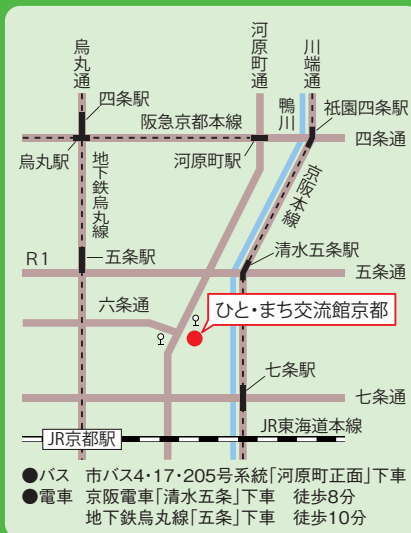 烏丸通
河原町通
川端通
四条駅
鴨川
祇園四条駅
阪急京都本線
四条通
烏丸駅
河原町駅
地下鉄烏丸線
京阪本線
R1
五条駅
清水五条駅
五条通
六条通
ひと・まち交流館京都
七条駅
七条通
JR京都駅
JR東海道本線
●バス 市バス4・17・205号系統「河原町正面」下車
●電車 京阪電車「清水五条」下車 徒歩8分
地下鉄烏丸線「五条」下車 徒歩10分